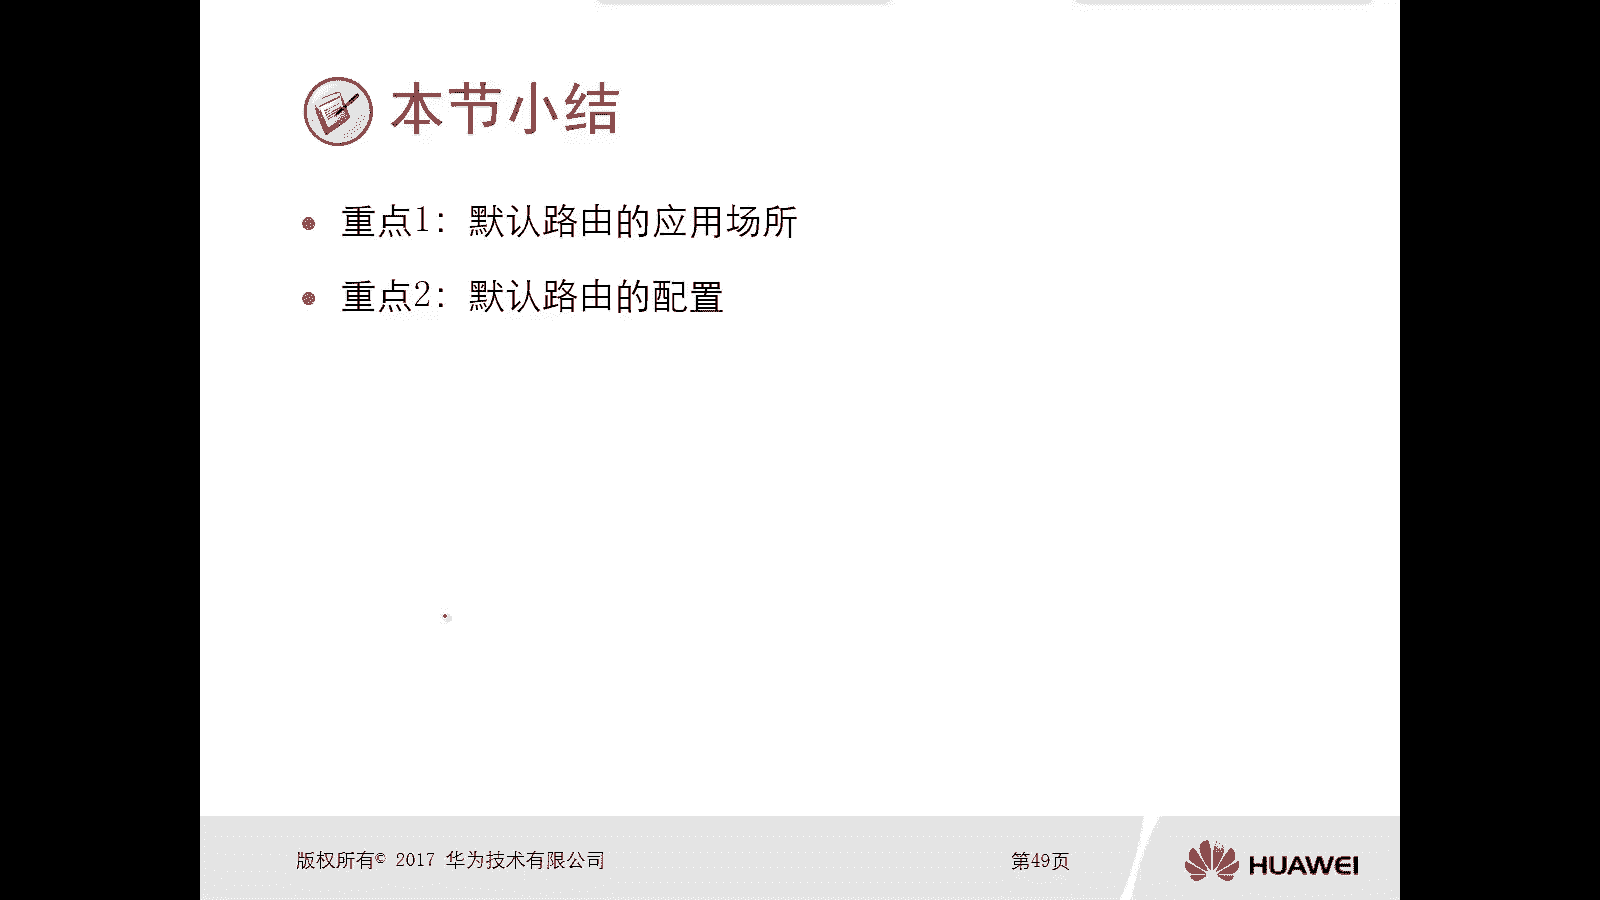 本节小结
重点1：默认路由的应用场所
重点2：默认路由的配置
版权所有© 2017 华为技术有限公司
第49页
HUAWEI